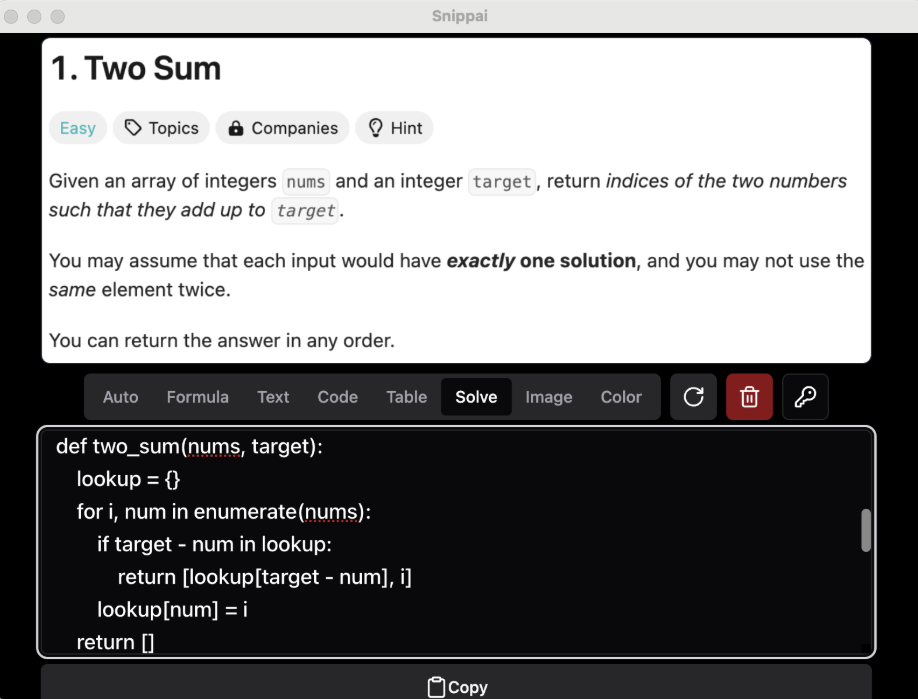 Snippai
1. Two Sum
Easy Topics Companies Hint
Given an array of integers nums and an integer target, return indices of the two numbers
such that they add up to target.
You may assume that each input would have exactly one solution, and you may not use the
same element twice.
You can return the answer in any order.
Auto Formula Text Code Table Solve Image Color
def two_sum(nums, target):
    lookup = {}
    for i, num in enumerate(nums):
        if target - num in lookup:
            return [lookup[target - num], i]
        lookup[num] = i
    return []
Copy